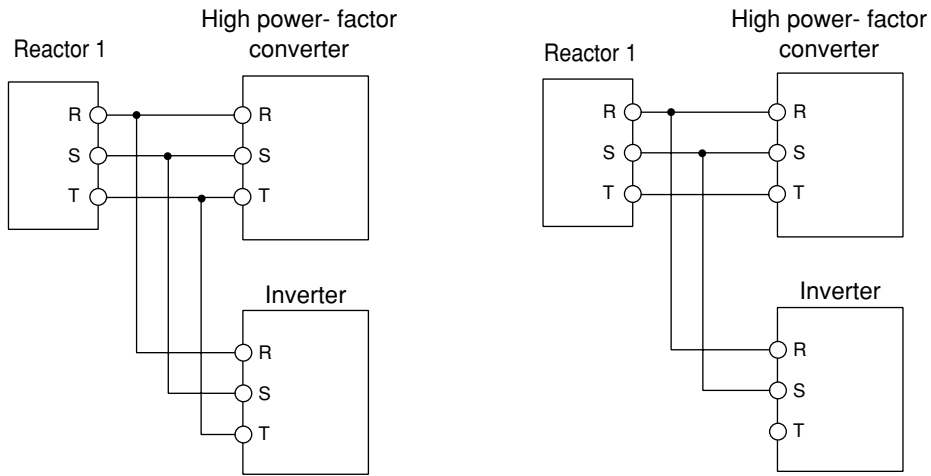 High power- factor
converter
Reactor 1
R
R
S
S
T
T
Inverter
R
S
T
High power- factor
converter
Reactor 1
R
R
S
S
T
T
Inverter
R
S
T